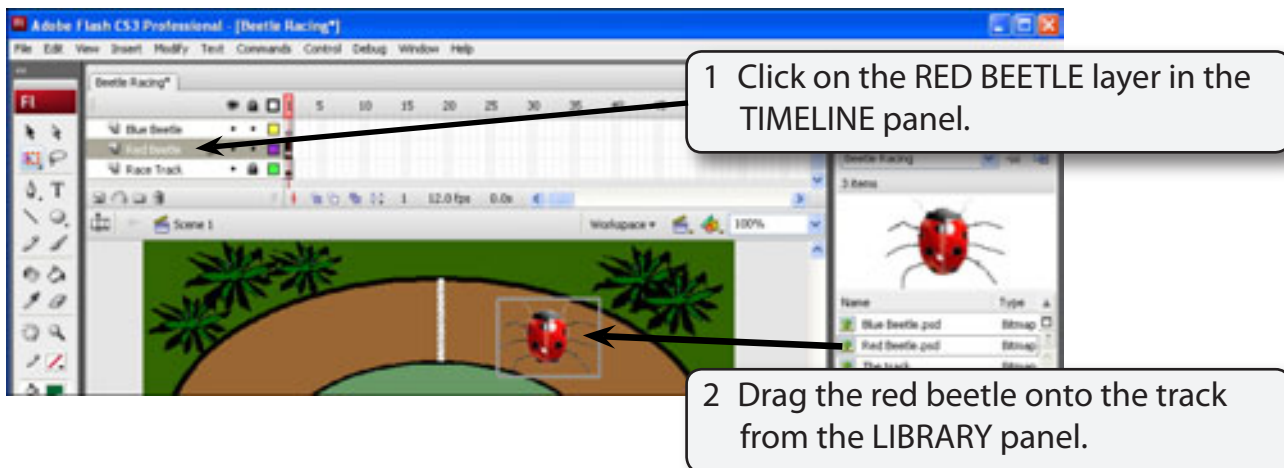 Adobe Flash CS3 Professional - [Beetle Racing*]
File Edit View Insert Modify Text Commands Control Debug Window Help
Beetle Racing*
Fl
1 5 10 15 20 25 30 35 40
Blue Beetle
Red Beetle
Race Track
1 12.0 fps 0.0s
Scene 1 Workspace 100%
1 Click on the RED BEETLE layer in the
TIMELINE panel.
Beetle Racing
3 items
Name Type
Blue Beetle.psd Bitmap
Red Beetle.psd Bitmap
The track Bitmap
2 Drag the red beetle onto the track
from the LIBRARY panel.